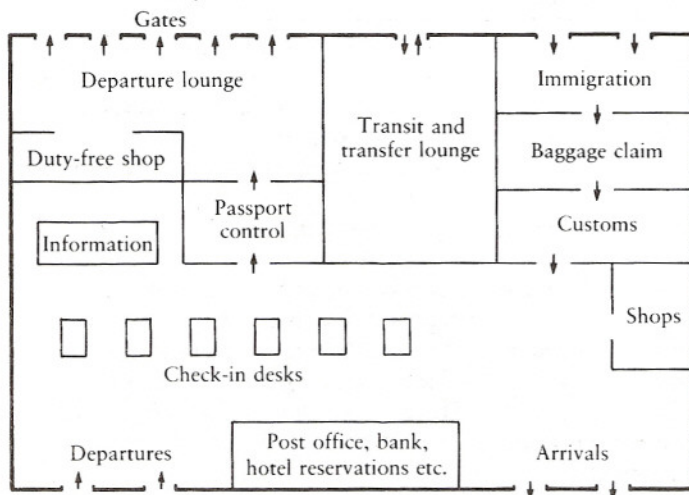 Gates
Departure lounge
Immigration
Transit and
transfer lounge
Duty-free shop
Baggage claim
Passport
control
Customs
Information
Shops
Check-in desks
Departures
Post office, bank,
hotel reservations etc.
Arrivals